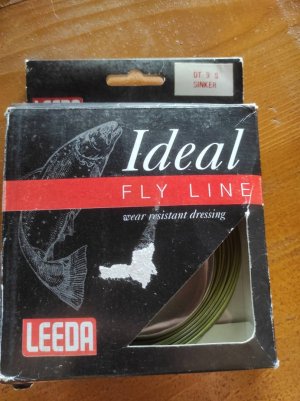 DT 9 S
SINKER
LEEDA
Ideal
FLY LINE
wear resistant dressing
LEEDA